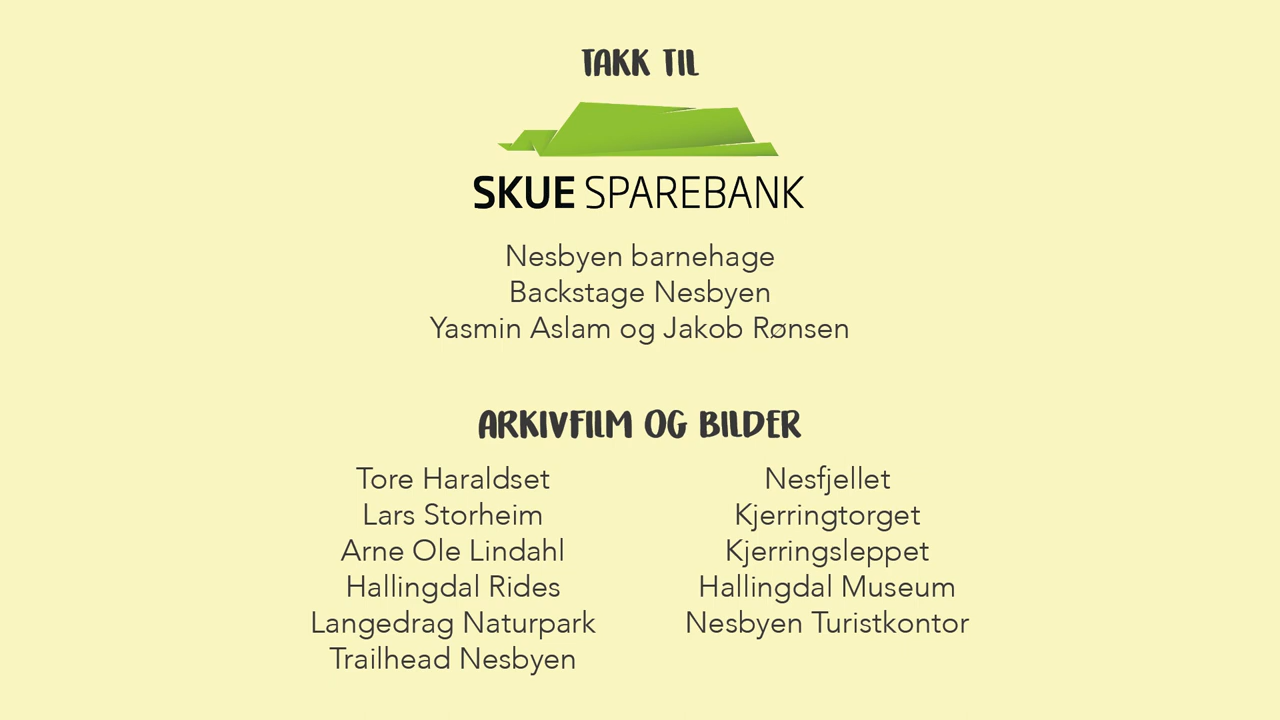 TAKK TIL
SKUE SPAREBANK
Nesbyen barnehage
Backstage Nesbyen
Yasmin Aslam og Jakob Rønsen
ARKIVFILM OG BILDER
Tore Haraldset
Lars Storheim
Arne Ole Lindahl
Hallingdal Rides
Langedrag Naturpark
Trailhead Nesbyen
Nesfjellet
Kjerringtorget
Kjerringsleppet
Hallingdal Museum
Nesbyen Turistkontor